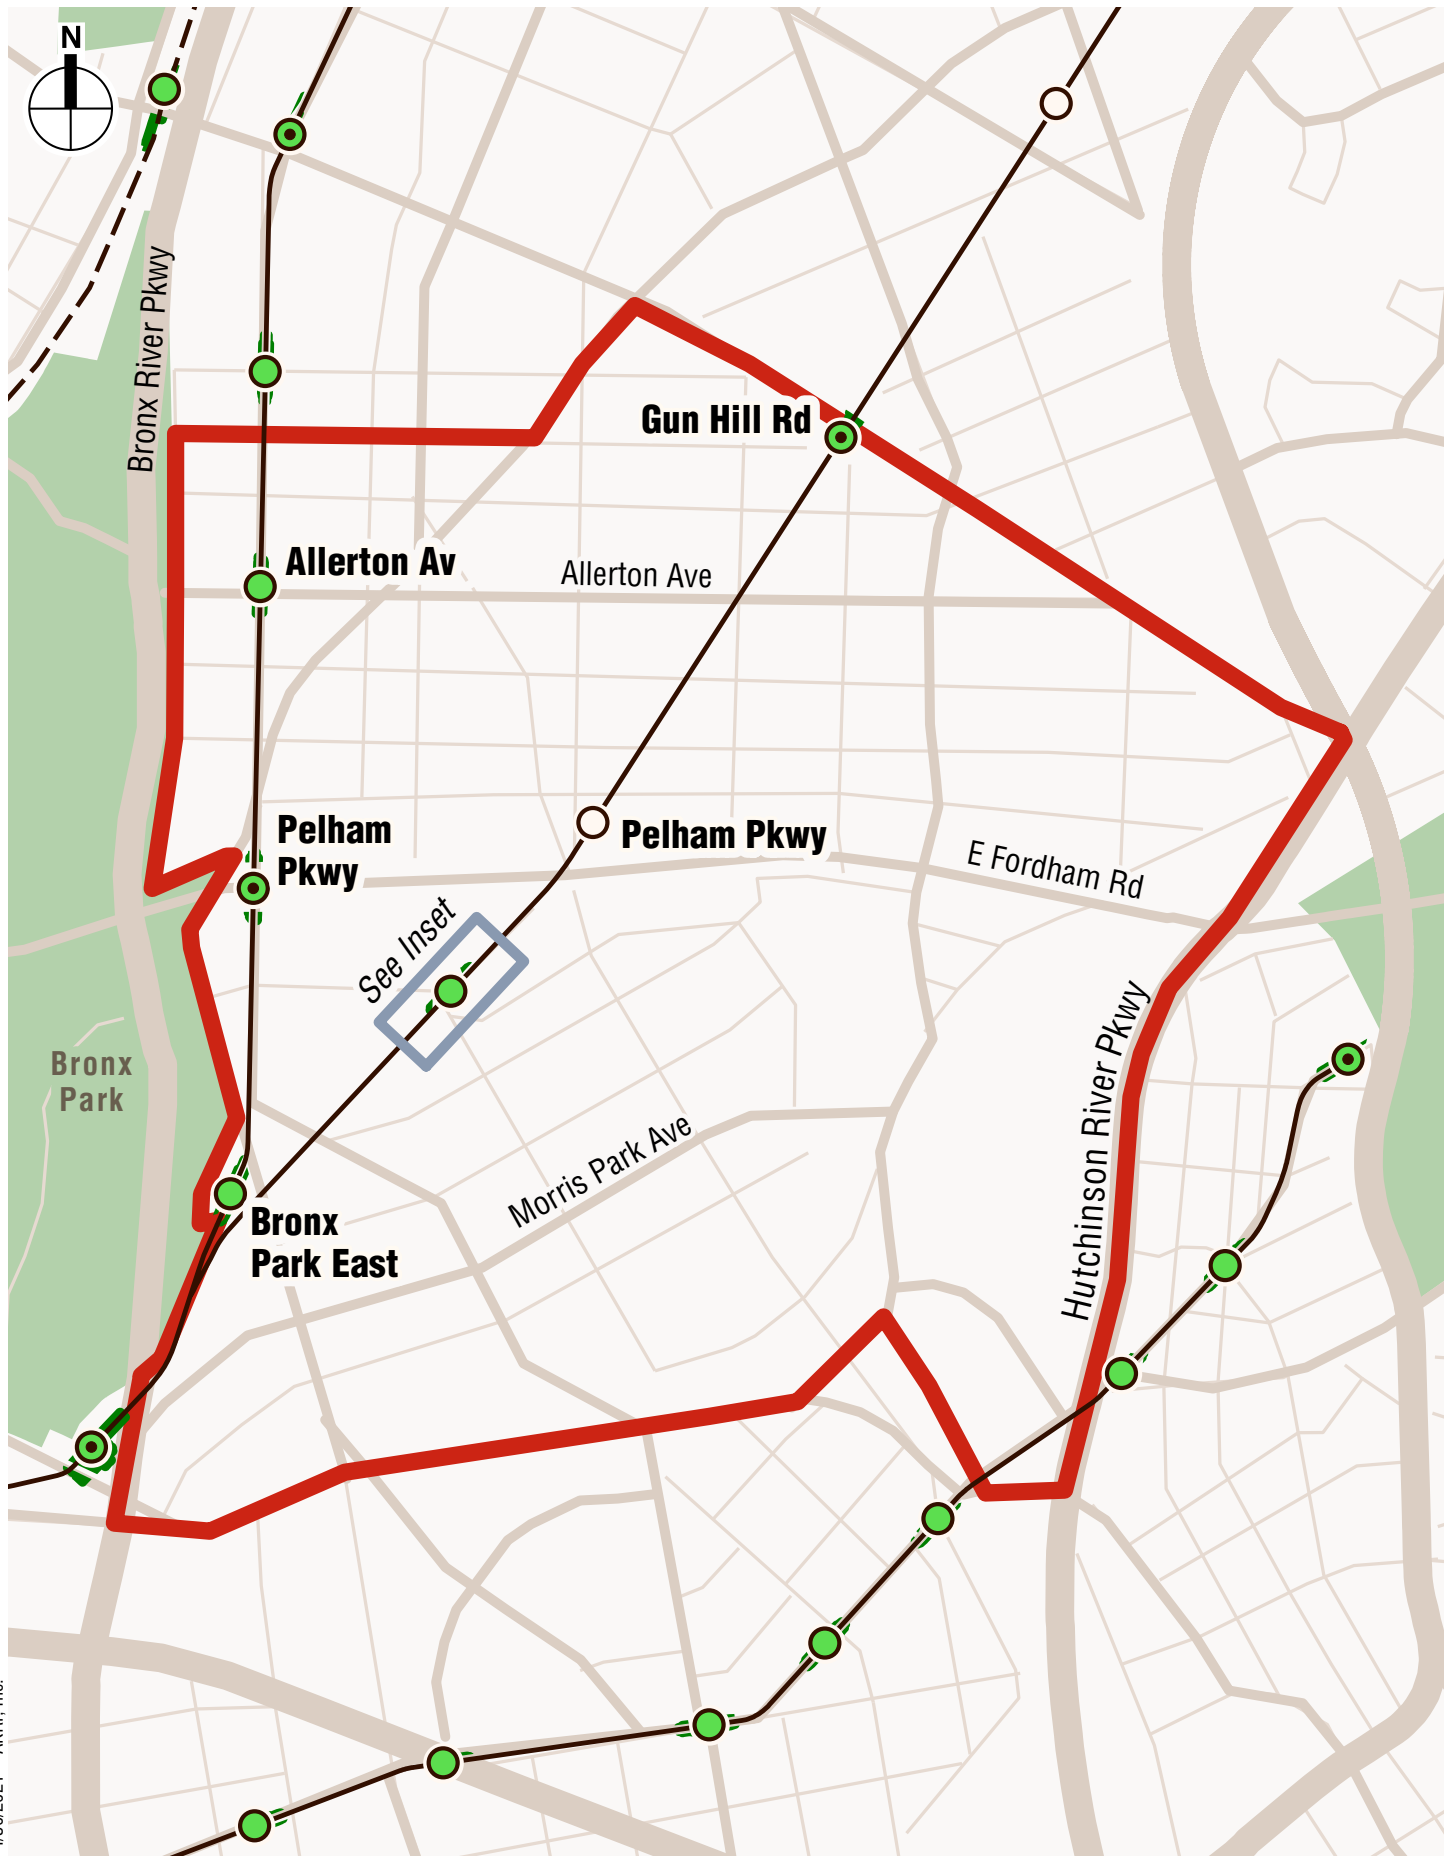 N
Bronx River Pkwy
Gun Hill Rd
Allerton Av
Allerton Ave
Pelham
Pkwy
Pelham Pkwy
E Fordham Rd
See Inset
Bronx
Park
Hutchinson River Pkwy
Morris Park Ave
Bronx
Park East